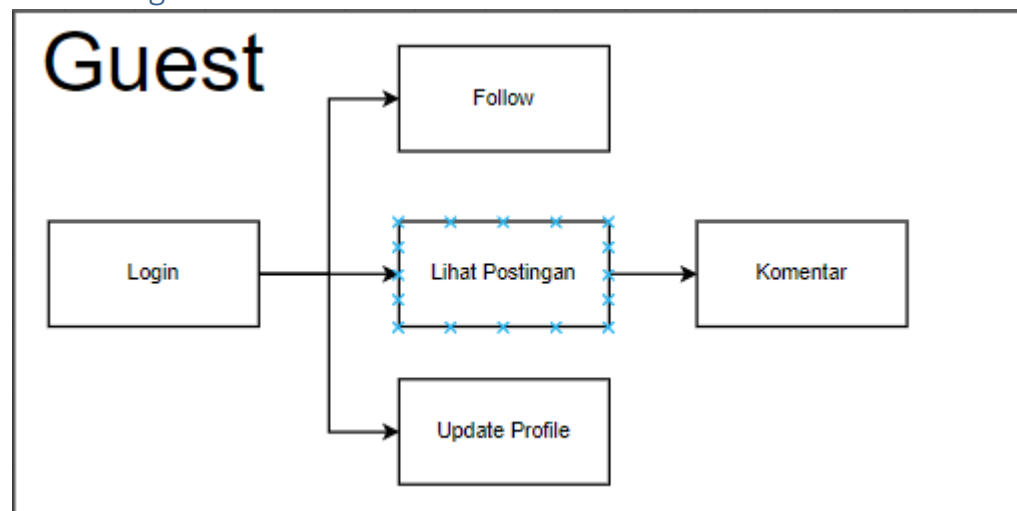 Guest
Follow
Login
Lihat Postingan
Komentar
Update Profile